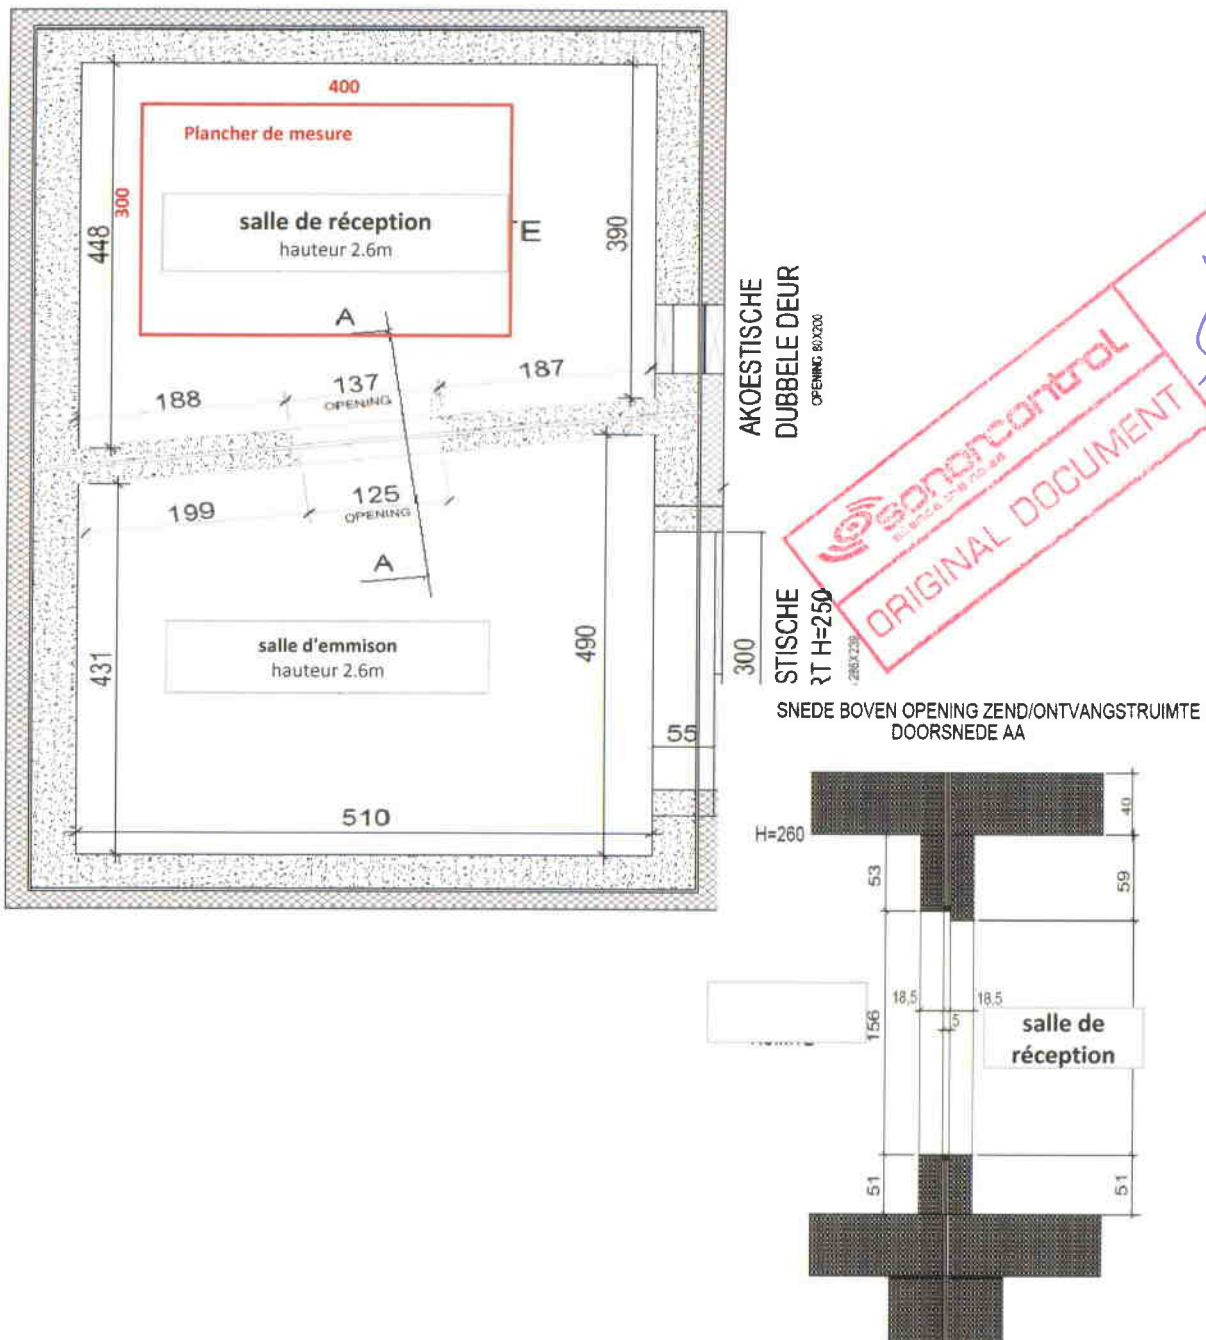 400
Plancher de mesure
300
salle de réception
hauteur 2.6m
E
448
390
A
188
137
OPENING
187
199
125
OPENING
A
salle d'emmison
hauteur 2.6m
431
490
510
55
300
AKOESTISCHE
DUBBELE DEUR
OPENING 80X200
STISCHE
RT H=250
sonorcontrol
ORIGINAL DOCUMENT
SNEDE BOVEN OPENING ZEND/ONTVANGSTRUIMTE
DOORSNEDE AA
H=260
40
53
59
18,5
18,5
5
156
salle de
réception
51
51